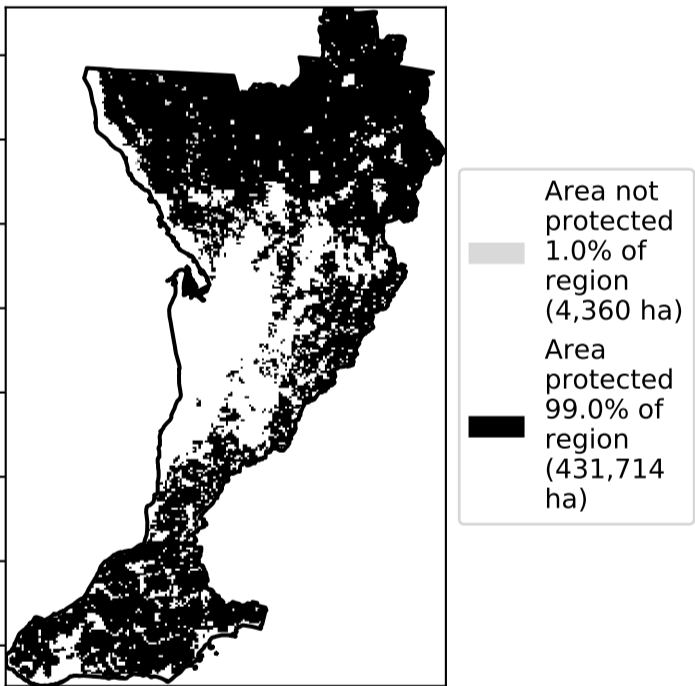 Area not
protected
1.0% of
region
(4,360 ha)
Area
protected
99.0% of
region
(431,714
ha)